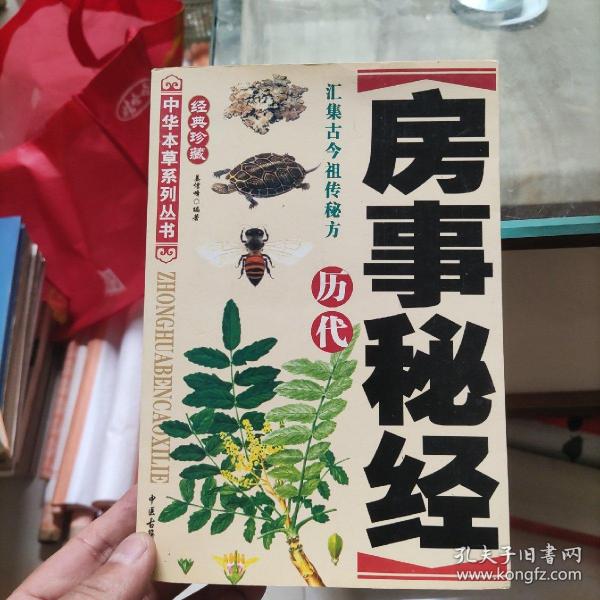 房事秘经
历代
汇集古今祖传秘方
经典珍藏
编著
中华本草系列丛书
ZHONGHUABENCAOXILIE
中医古籍
孔夫子旧书网
www.kongfz.com